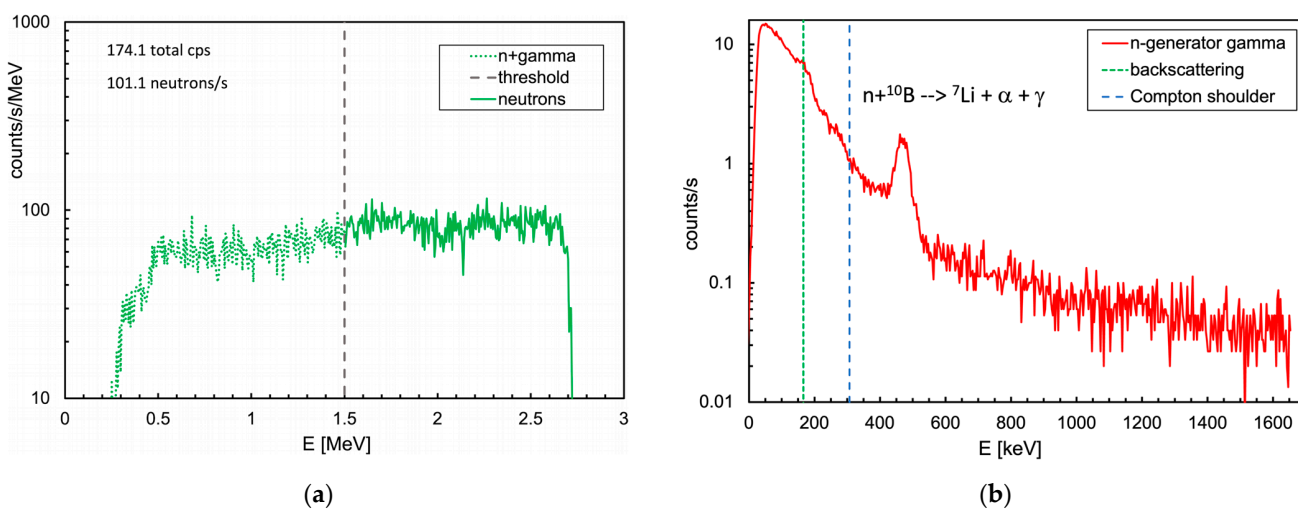 1000
174.1 total cps
101.1 neutrons/s
n+gamma
threshold
neutrons
counts/s/MeV
100
10
0 0.5 1 1.5 2 2.5 3
E [MeV]
(a)
10
n-generator gamma
backscattering
Compton shoulder
n+¹⁰B --> ⁷Li + α + γ
counts/s
1
0.1
0.01
0 200 400 600 800 1000 1200 1400 1600
E [keV]
(b)